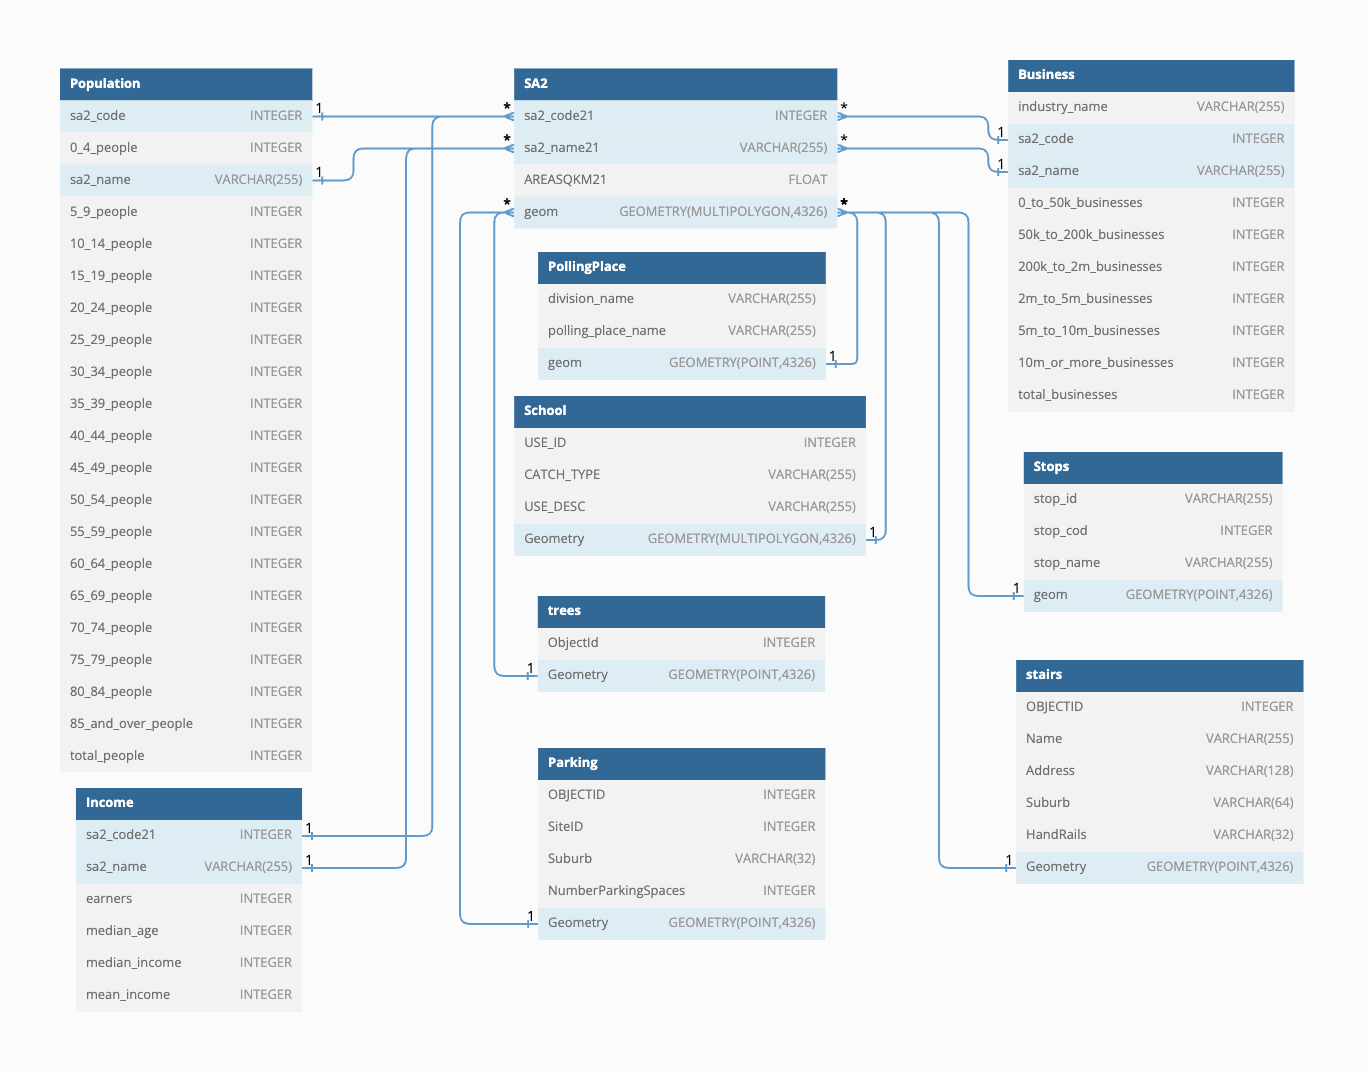 Population
sa2_code INTEGER
0_4_people INTEGER
sa2_name VARCHAR(255)
5_9_people INTEGER
10_14_people INTEGER
15_19_people INTEGER
20_24_people INTEGER
25_29_people INTEGER
30_34_people INTEGER
35_39_people INTEGER
40_44_people INTEGER
45_49_people INTEGER
50_54_people INTEGER
55_59_people INTEGER
60_64_people INTEGER
65_69_people INTEGER
70_74_people INTEGER
75_79_people INTEGER
80_84_people INTEGER
85_and_over_people INTEGER
total_people INTEGER
1
1
Income
sa2_code21 INTEGER
sa2_name VARCHAR(255)
earners INTEGER
median_age INTEGER
median_income INTEGER
mean_income INTEGER
1
1
SA2
* sa2_code21 INTEGER *
* sa2_name21 VARCHAR(255) *
AREASQKM21 FLOAT
* geom GEOMETRY(MULTIPOLYGON,4326) *
PollingPlace
division_name VARCHAR(255)
polling_place_name VARCHAR(255)
geom GEOMETRY(POINT,4326) 1
School
USE_ID INTEGER
CATCH_TYPE VARCHAR(255)
USE_DESC VARCHAR(255)
Geometry GEOMETRY(MULTIPOLYGON,4326) 1
trees
ObjectId INTEGER
1 Geometry GEOMETRY(POINT,4326)
Parking
OBJECTID INTEGER
SiteID INTEGER
Suburb VARCHAR(32)
NumberParkingSpaces INTEGER
1 Geometry GEOMETRY(POINT,4326)
Business
industry_name VARCHAR(255)
1 sa2_code INTEGER
1 sa2_name VARCHAR(255)
0_to_50k_businesses INTEGER
50k_to_200k_businesses INTEGER
200k_to_2m_businesses INTEGER
2m_to_5m_businesses INTEGER
5m_to_10m_businesses INTEGER
10m_or_more_businesses INTEGER
total_businesses INTEGER
Stops
stop_id VARCHAR(255)
stop_cod INTEGER
stop_name VARCHAR(255)
1 geom GEOMETRY(POINT,4326)
stairs
OBJECTID INTEGER
Name VARCHAR(255)
Address VARCHAR(128)
Suburb VARCHAR(64)
HandRails VARCHAR(32)
1 Geometry GEOMETRY(POINT,4326)